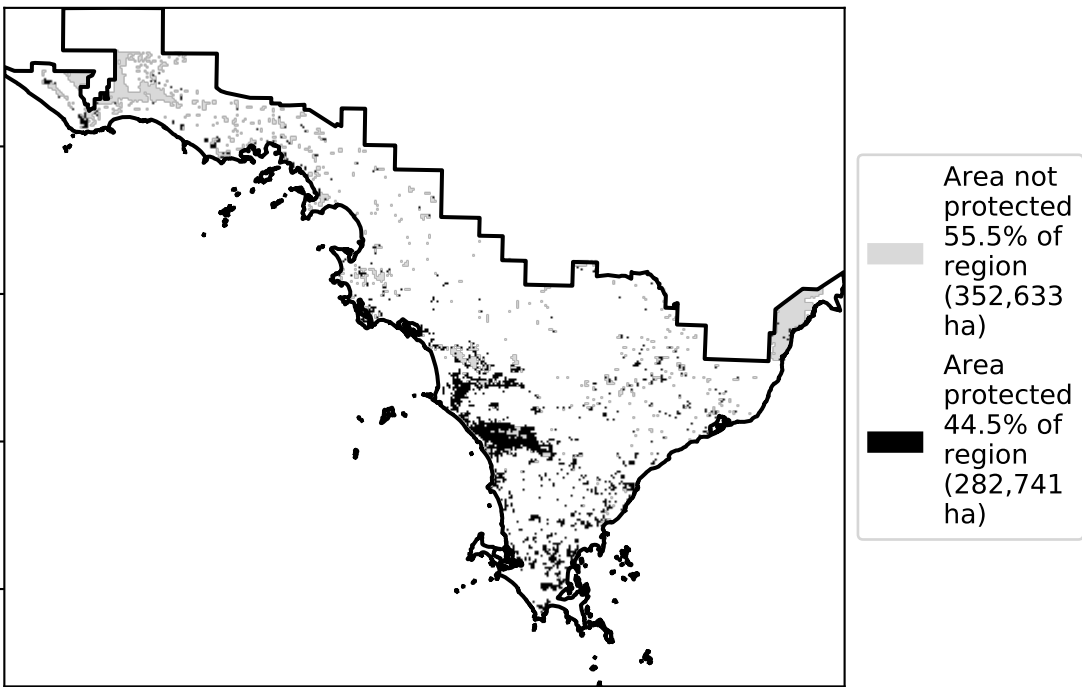 Area not
protected
55.5% of
region
(352,633
ha)
Area
protected
44.5% of
region
(282,741
ha)